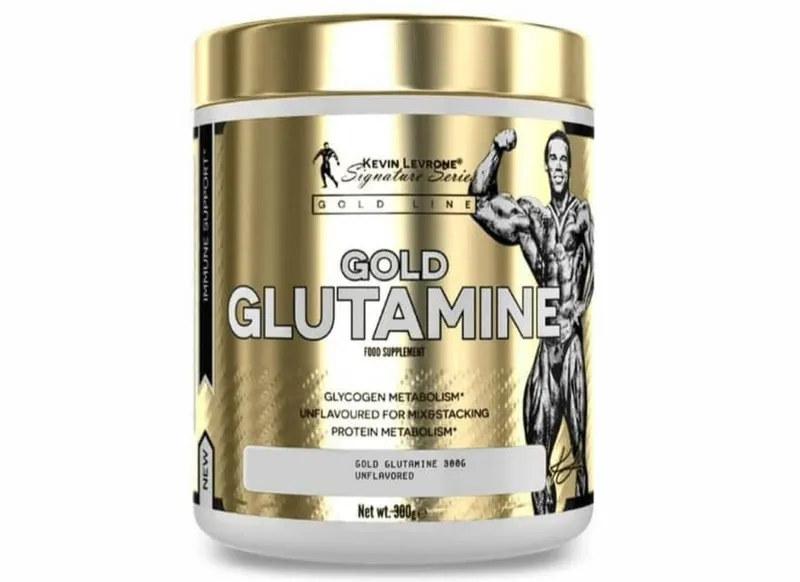 KEVIN LEVRONE®
Signature Series
GOLD LINE
GOLD
GLUTAMINE
FOOD SUPPLEMENT
GLYCOGEN METABOLISM*
UNFLAVOURED FOR MIX&STACKING
PROTEIN METABOLISM*
GOLD GLUTAMINE 300G
UNFLAVORED
Net wt. 300g ℮
IMMUNE SUPPORT*
NEW